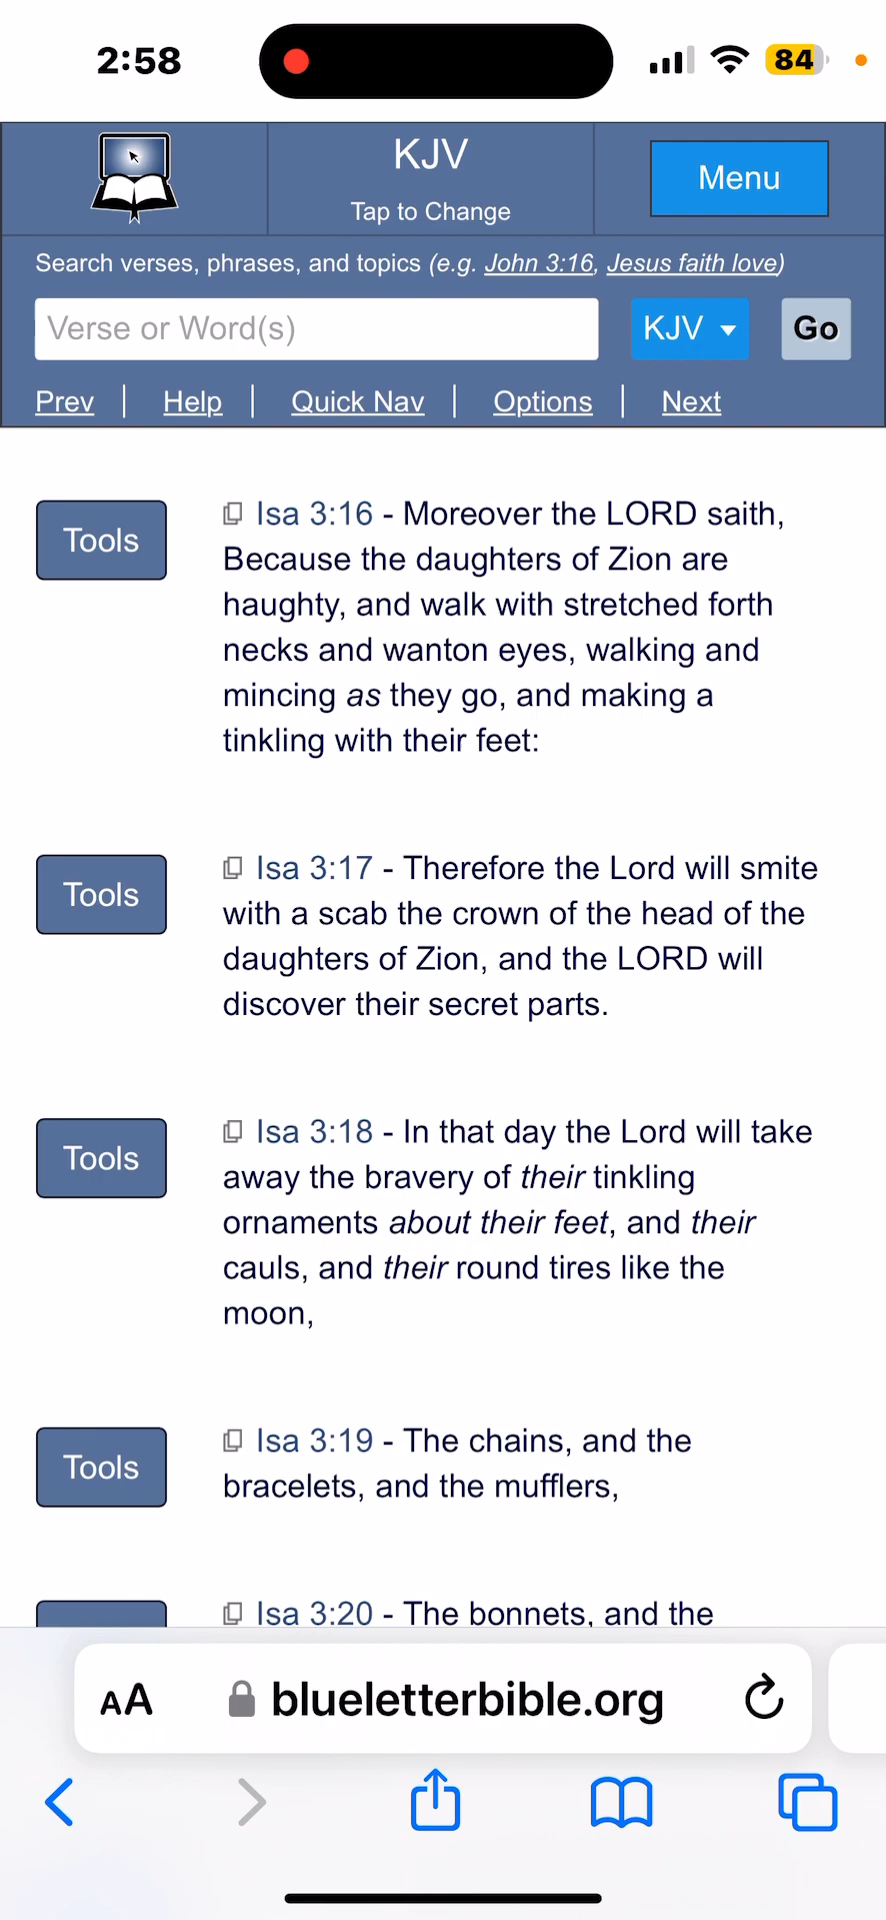 2:58
84
KJV
Tap to Change
Menu
Search verses, phrases, and topics (e.g. John 3:16, Jesus faith love)
Verse or Word(s)
KJV
Go
Prev | Help | Quick Nav | Options | Next
Tools
Isa 3:16 - Moreover the LORD saith,
Because the daughters of Zion are
haughty, and walk with stretched forth
necks and wanton eyes, walking and
mincing as they go, and making a
tinkling with their feet:
Tools
Isa 3:17 - Therefore the Lord will smite
with a scab the crown of the head of the
daughters of Zion, and the LORD will
discover their secret parts.
Tools
Isa 3:18 - In that day the Lord will take
away the bravery of their tinkling
ornaments about their feet, and their
cauls, and their round tires like the
moon,
Tools
Isa 3:19 - The chains, and the
bracelets, and the mufflers,
Isa 3:20 - The bonnets, and the
AA
blueletterbible.org